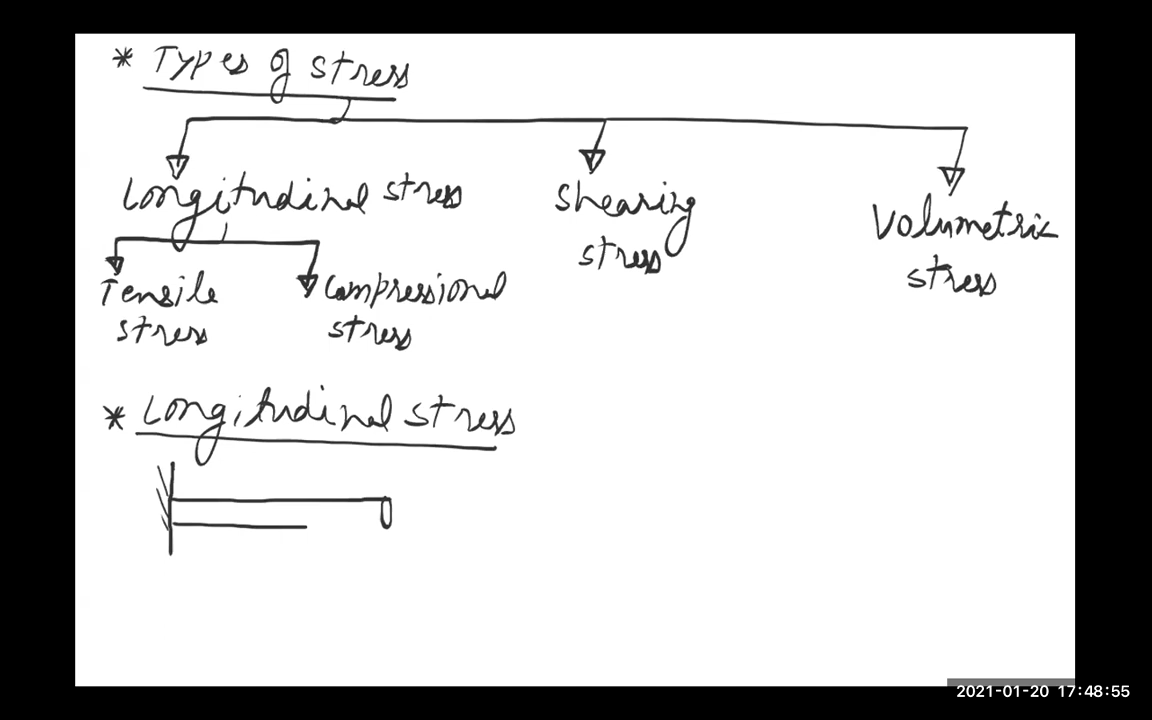 * Types of stress
Longitudinal stress
Shearing
stress
Volumetric
stress
Tensile
stress
Compressional
stress
* Longitudinal stress
2021-01-20 17:48:55